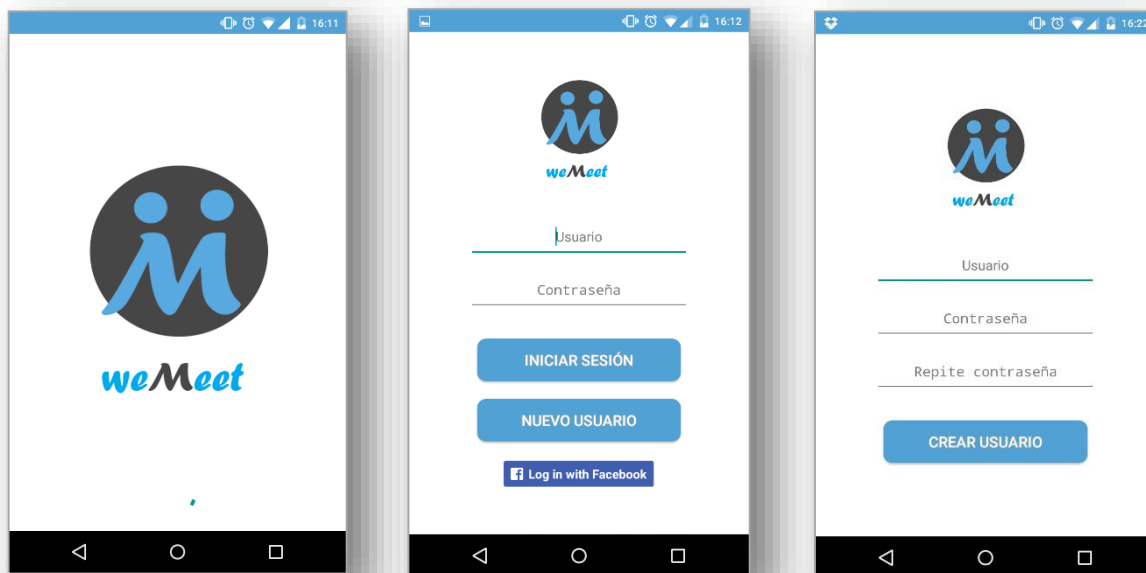 16:11
weMeet
16:12
weMeet
Usuario
Contraseña
INICIAR SESIÓN
NUEVO USUARIO
f Log in with Facebook
16:22
weMeet
Usuario
Contraseña
Repite contraseña
CREAR USUARIO